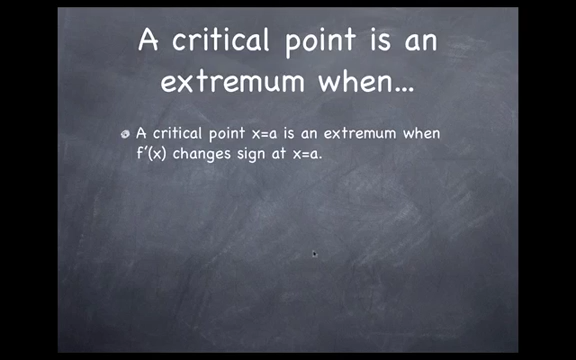 A critical point is an
extremum when...
A critical point x=a is an extremum when
f'(x) changes sign at x=a.